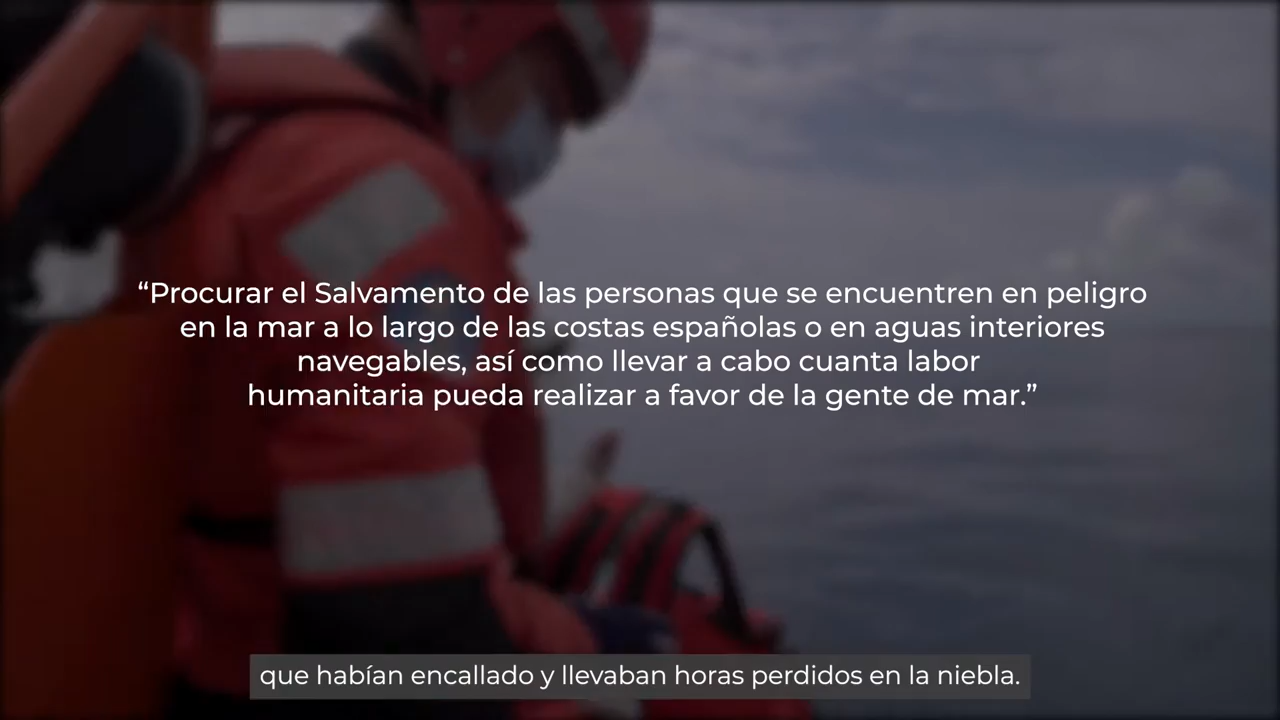 “Procurar el Salvamento de las personas que se encuentren en peligro
en la mar a lo largo de las costas españolas o en aguas interiores
navegables, así como llevar a cabo cuanta labor
humanitaria pueda realizar a favor de la gente de mar.”
que habían encallado y llevaban horas perdidos en la niebla.